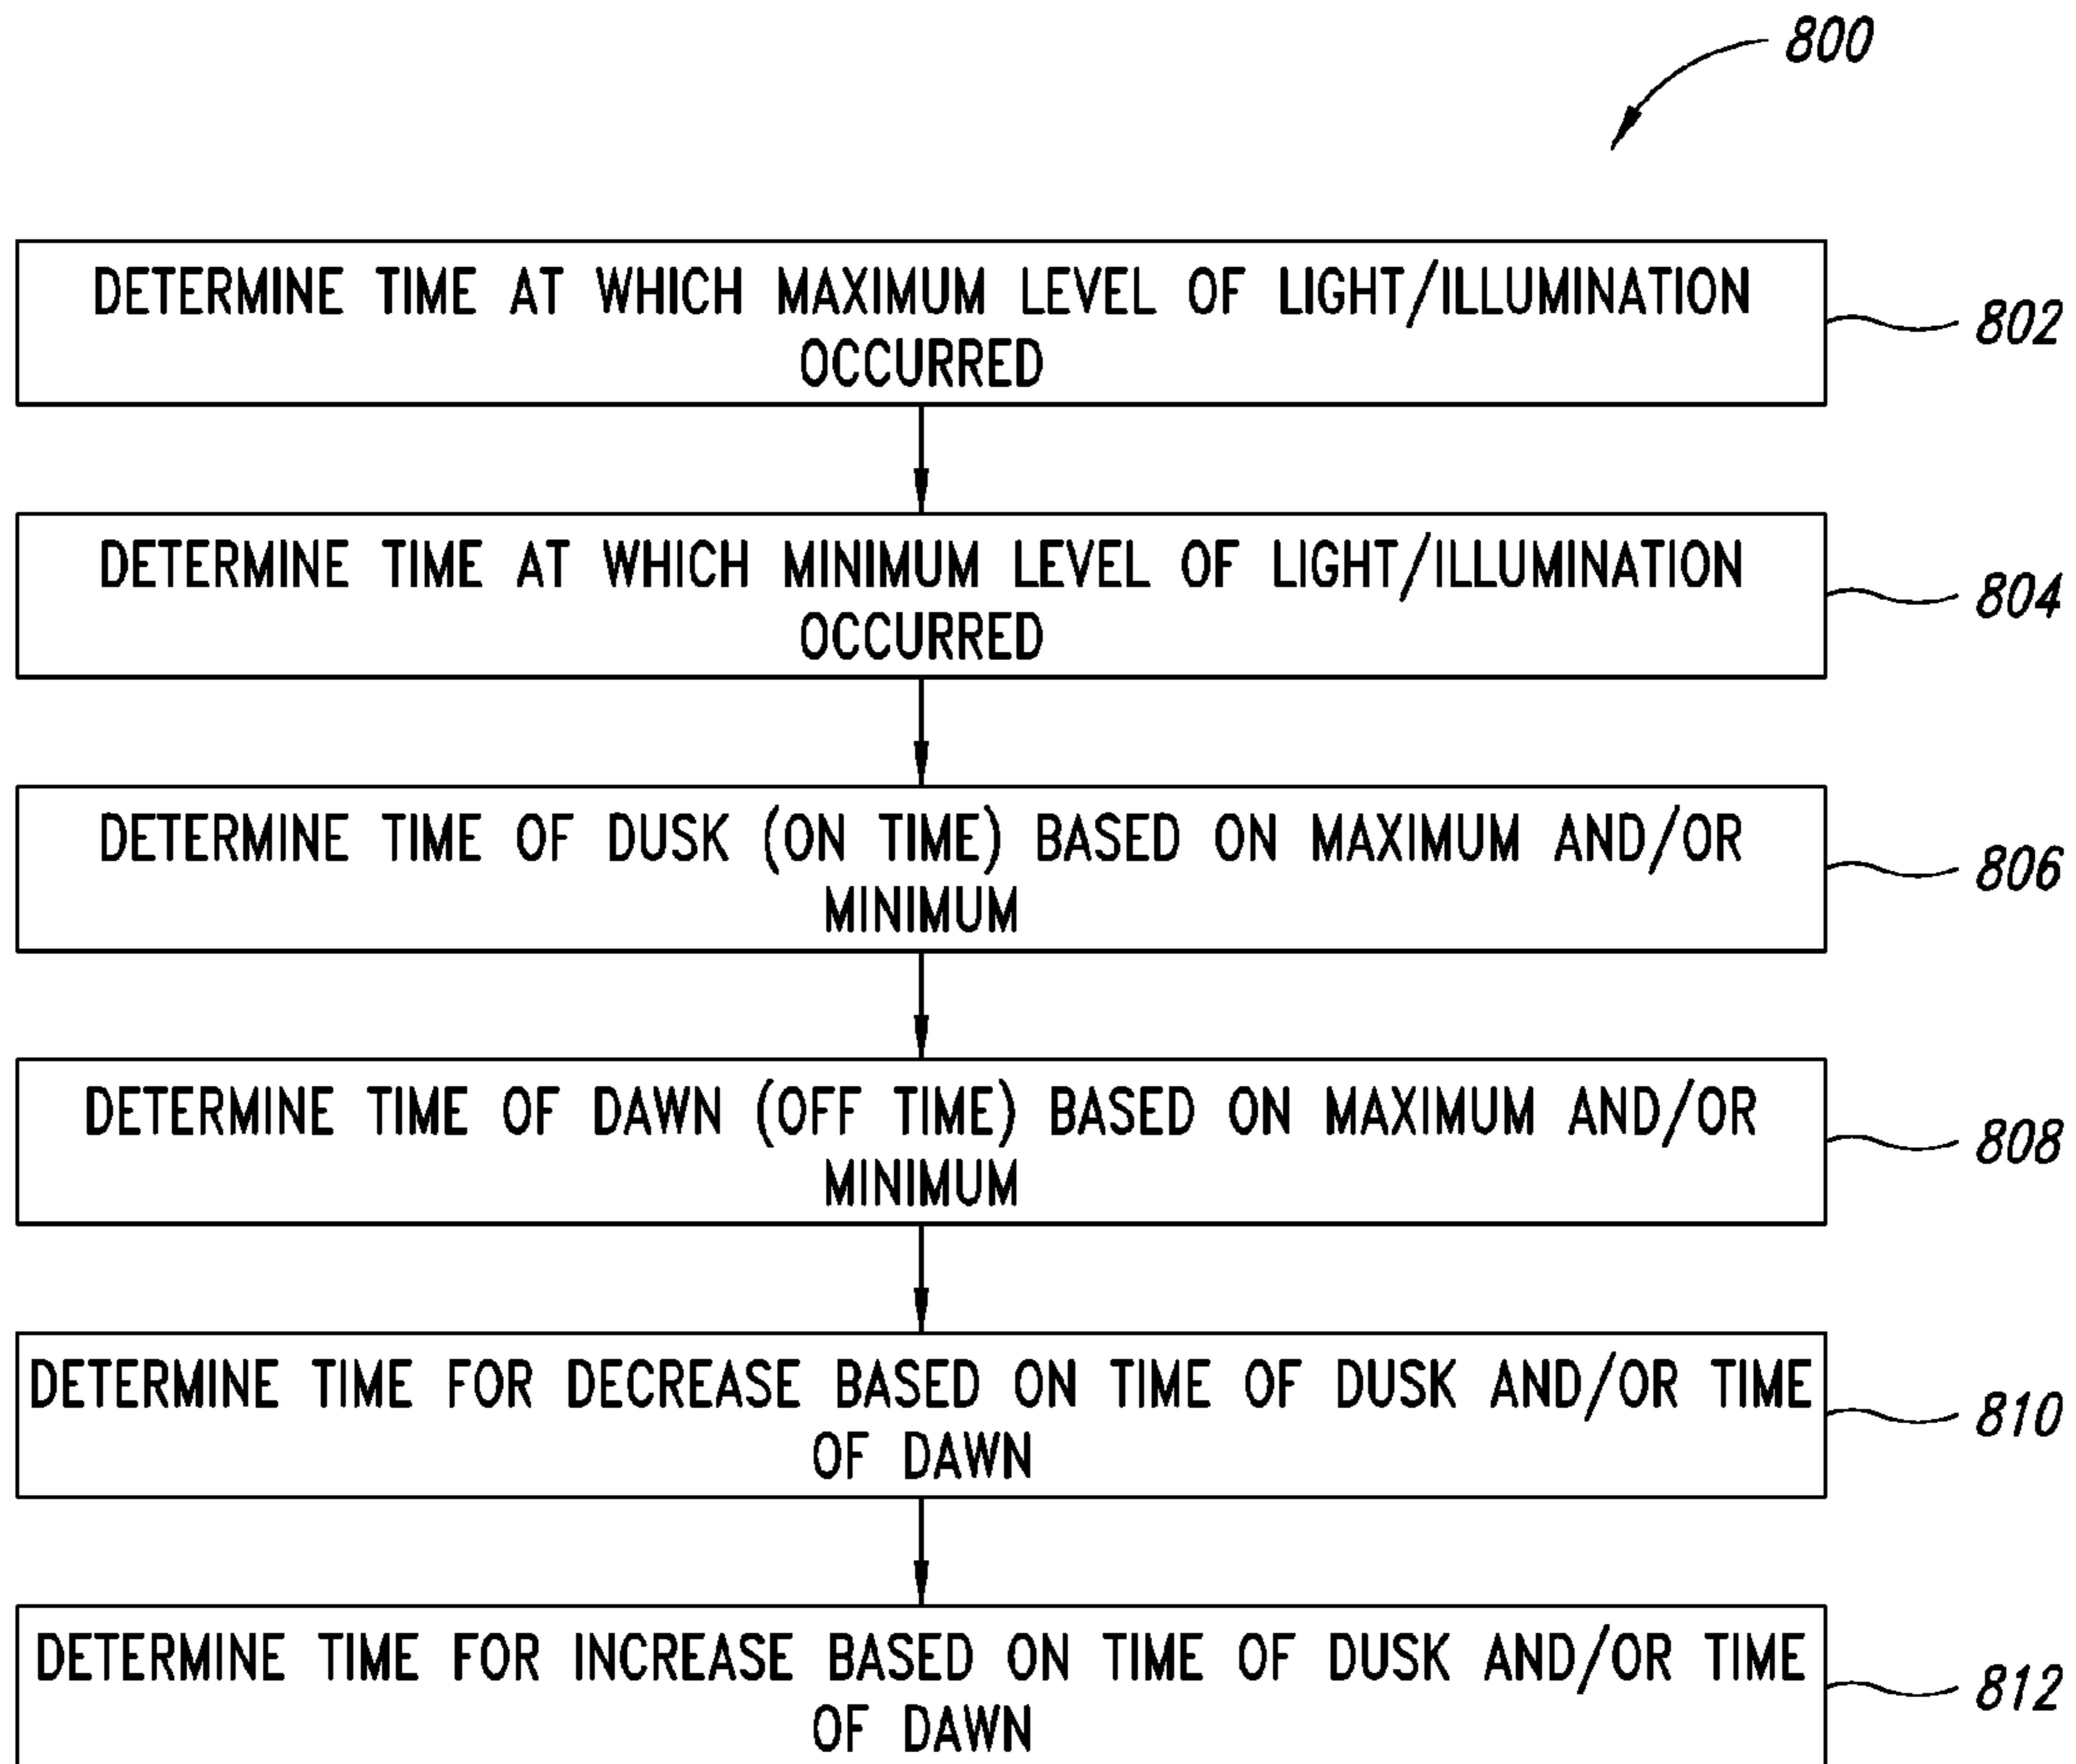 800
DETERMINE TIME AT WHICH MAXIMUM LEVEL OF LIGHT/ILLUMINATION
OCCURRED
802
DETERMINE TIME AT WHICH MINIMUM LEVEL OF LIGHT/ILLUMINATION
OCCURRED
804
DETERMINE TIME OF DUSK (ON TIME) BASED ON MAXIMUM AND/OR
MINIMUM
806
DETERMINE TIME OF DAWN (OFF TIME) BASED ON MAXIMUM AND/OR
MINIMUM
808
DETERMINE TIME FOR DECREASE BASED ON TIME OF DUSK AND/OR TIME
OF DAWN
810
DETERMINE TIME FOR INCREASE BASED ON TIME OF DUSK AND/OR TIME
OF DAWN
812